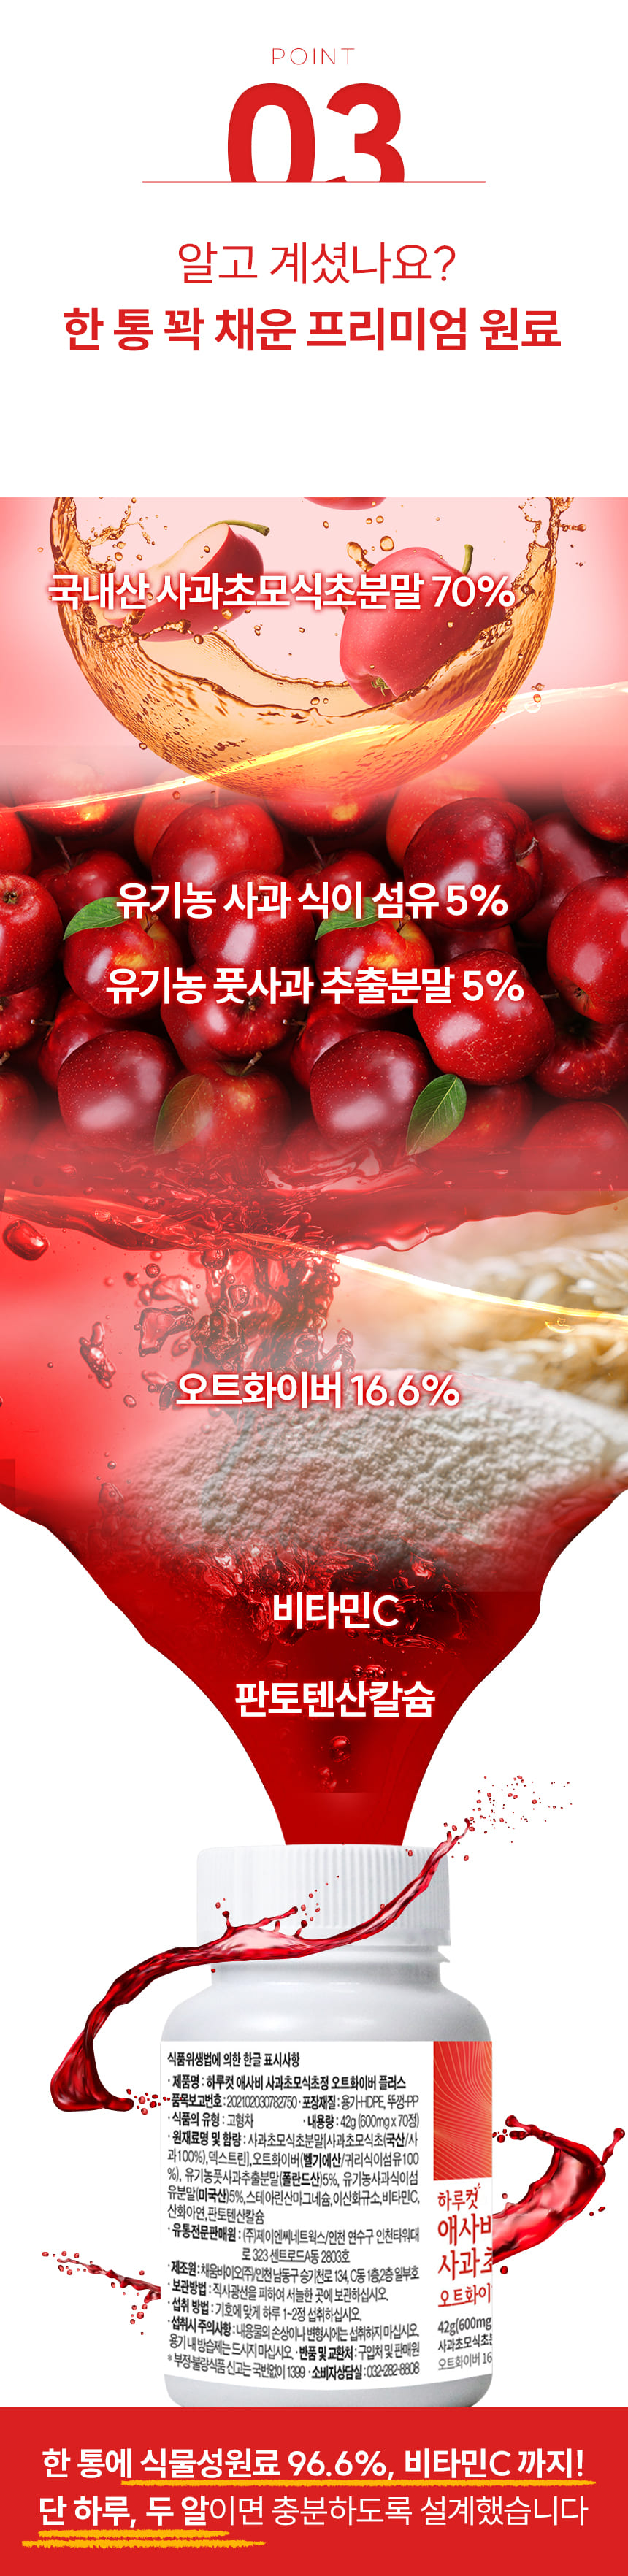 POINT
03
알고 계셨나요?
한 통 꽉 채운 프리미엄 원료
국내산 사과초모식초분말 70%
유기농 사과 식이 섬유 5%
유기농 풋사과 추출분말 5%
오트화이버 16.6%
비타민C
판토텐산칼슘
식품위생법에 의한 한글 표시사항
· 제품명 : 하루컷 애사비 사과초모식초정 오트화이버 플러스
· 품목보고번호 : 202102030782750 · 포장재질 : 용기-HDPE, 뚜껑-PP
· 식품의 유형 : 고형차 · 내용량 : 42g (600mg x 70정)
· 원재료명 및 함량 : 사과초모식초분말[사과초모식초(국산/사
과100%), 덱스트린], 오트화이버(벨기에산/귀리식이섬유100
%), 유기농풋사과추출분말(폴란드산)5%, 유기농사과식이섬
유분말(미국산)5%, 스테아린산마그네슘, 이산화규소, 비타민C,
산화아연, 판토텐산칼슘
· 유통전문판매원 : (주)제이엔씨네트웍스/인천 연수구 인천타워대
로 323 센트로드A동 2803호
· 제조원 : 채움바이오(주)/인천 남동구 승기천로 134, C동 1층,2층 일부호
· 보관방법 : 직사광선을 피하여 서늘한 곳에 보관하십시오.
· 섭취 방법 : 기호에 맞게 하루 1~2정 섭취하십시오.
· 섭취시 주의사항 : 내용물의 손상이나 변형시에는 섭취하지 마십시오.
용기 내 방습제는 드시지 마십시오. · 반품 및 교환처 : 구입처 및 판매원
* 부정·불량식품 신고는 국번없이 1399 · 소비자상담실 : 032-282-8808
하루컷
애사비
사과초
오트화이
42g(600mg
사과초모식초
오트화이버 16
한 통에 식물성원료 96.6%, 비타민C 까지!
단 하루, 두 알이면 충분하도록 설계했습니다